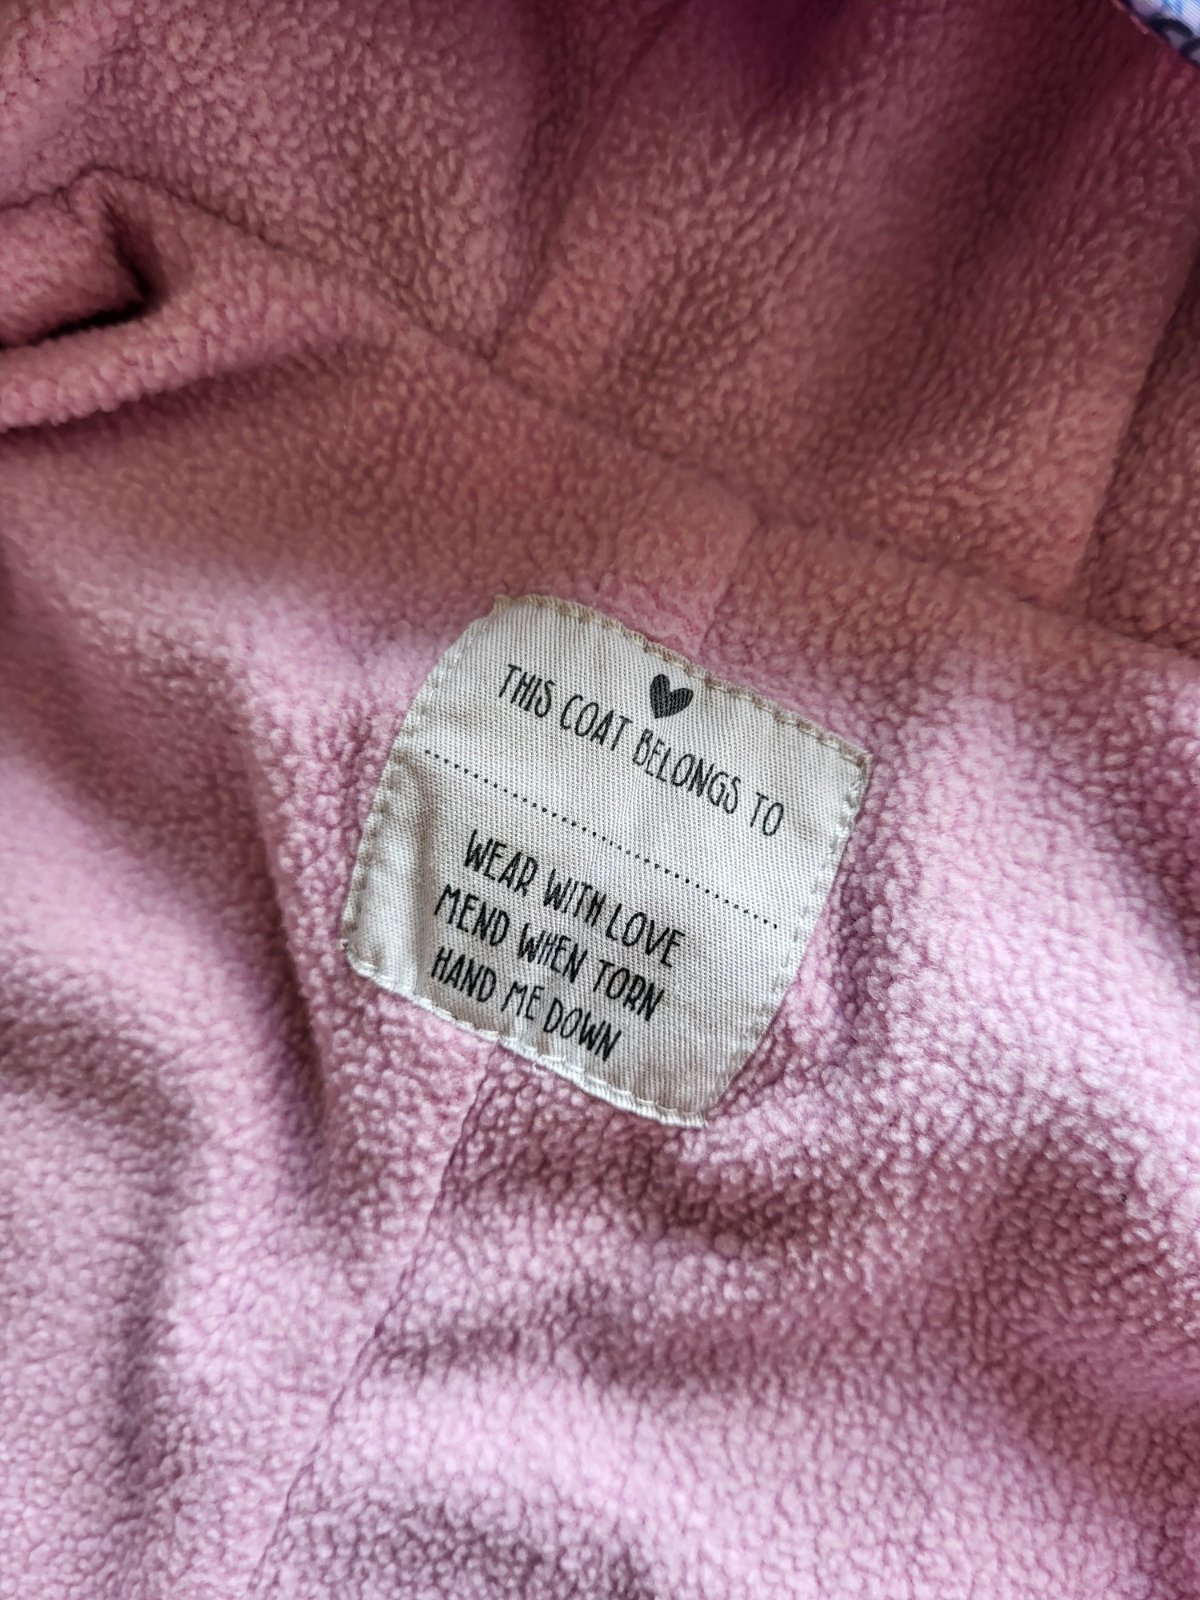 THIS COAT BELONGS TO
........................................
WEAR WITH LOVE
MEND WHEN TORN
HAND ME DOWN